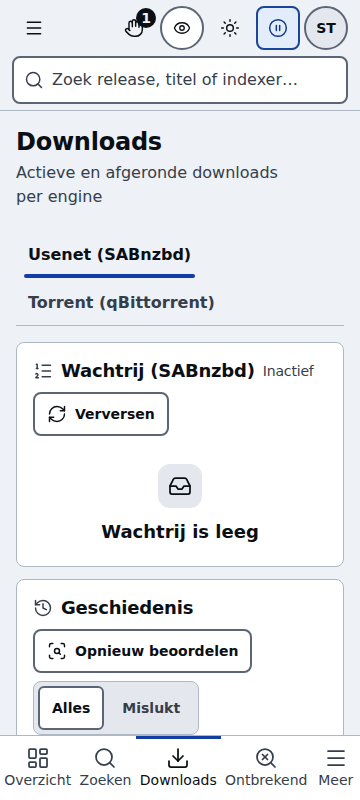 1
ST
Zoek release, titel of indexer…
Downloads
Actieve en afgeronde downloads
per engine
Usenet (SABnzbd)
Torrent (qBittorrent)
Wachtrij (SABnzbd) Inactief
Verversen
Wachtrij is leeg
Geschiedenis
Opnieuw beoordelen
Alles Mislukt
Overzicht Zoeken Downloads Ontbrekend Meer